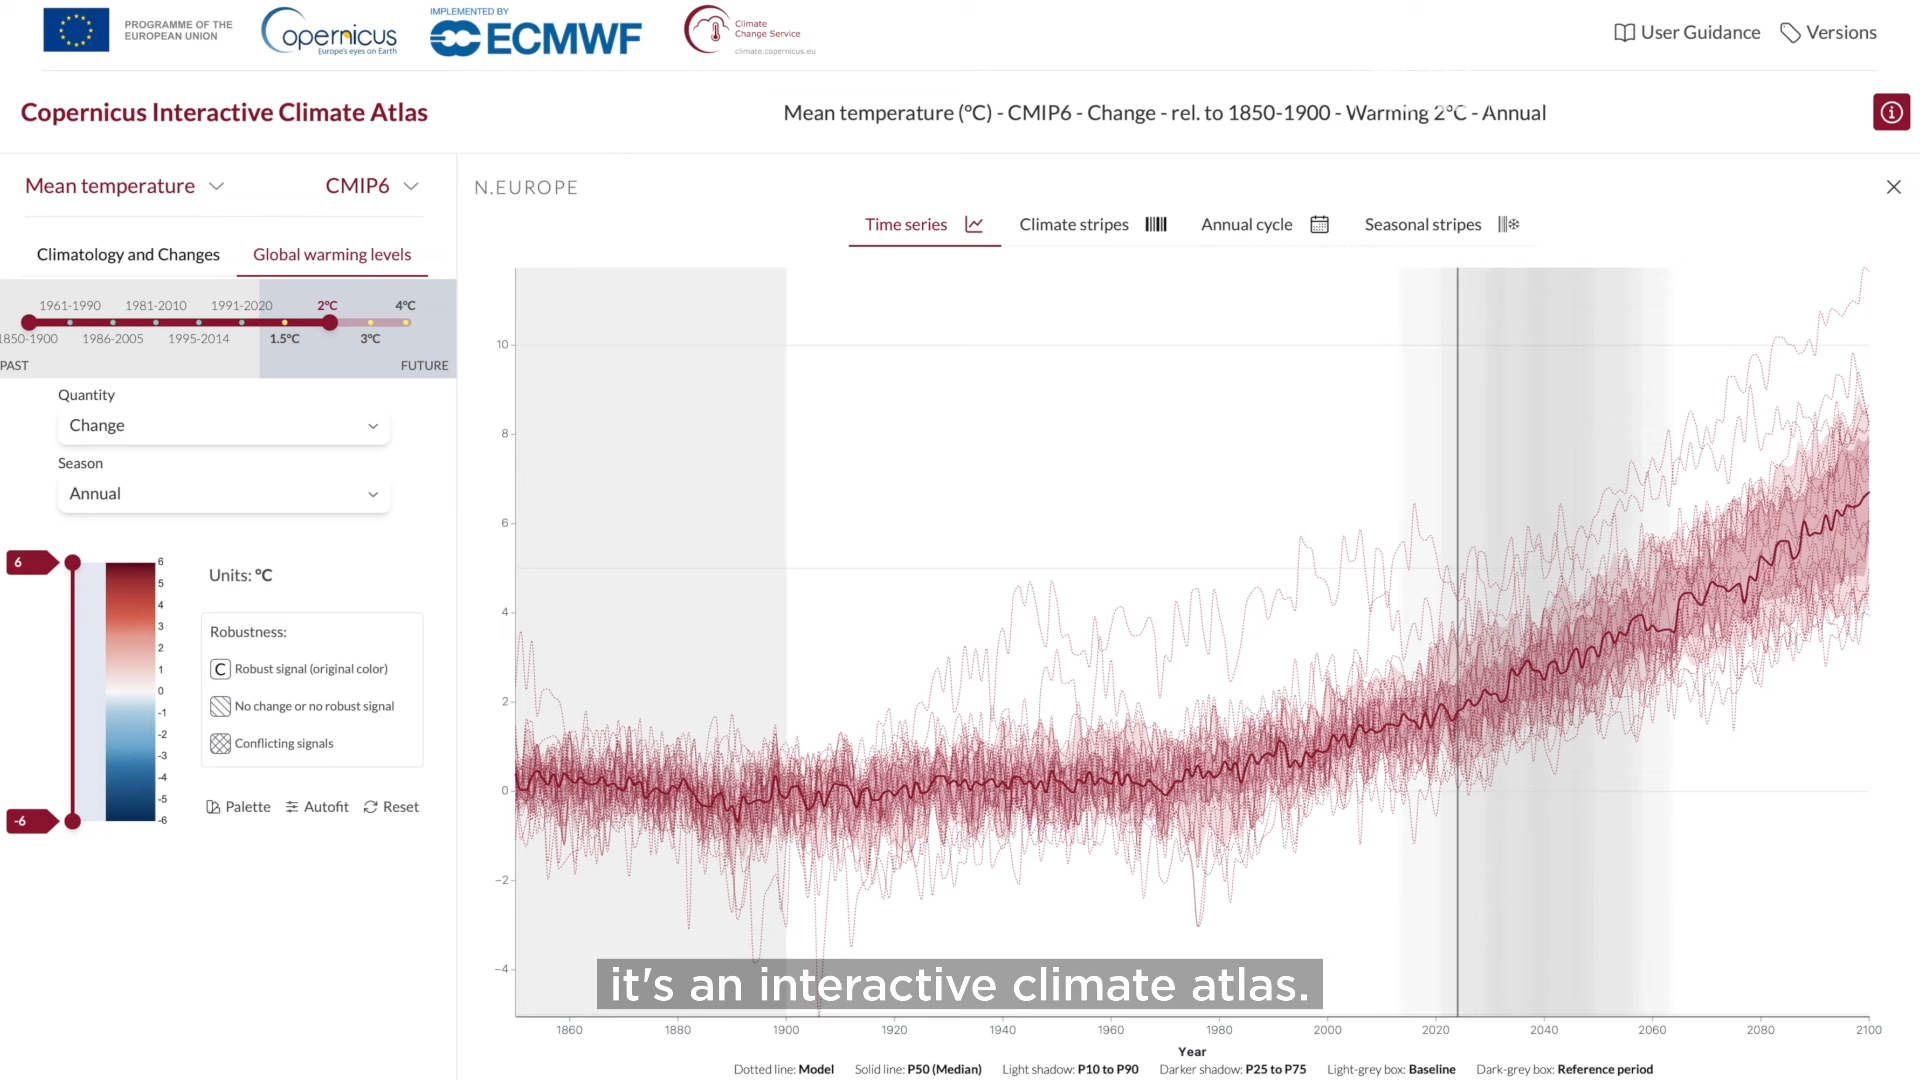 PROGRAMME OF THE
EUROPEAN UNION
Copernicus
Europe's eyes on Earth
IMPLEMENTED BY
ECMWF
Climate
Change Service
climate.copernicus.eu
User Guidance
Versions
Copernicus Interactive Climate Atlas
Mean temperature (ºC) - CMIP6 - Change - rel. to 1850-1900 - Warming 2ºC - Annual
Mean temperature
CMIP6
Climatology and Changes
Global warming levels
1961-1990 1981-2010 1991-2020 2ºC 4ºC
1850-1900 1986-2005 1995-2014 1.5ºC 3ºC
PAST
FUTURE
Quantity
Change
Season
Annual
6
-6
6
5
4
3
2
1
0
-1
-2
-3
-4
-5
-6
Units: ºC
Robustness:
C Robust signal (original color)
No change or no robust signal
Conflicting signals
Palette
Autofit
Reset
N.EUROPE
Time series
Climate stripes
Annual cycle
Seasonal stripes
10
8
6
4
2
0
−2
−4
it's an interactive climate atlas.
1860 1880 1900 1920 1940 1960 1980 2000 2020 2040 2060 2080 2100
Year
Dotted line: Model Solid line: P50 (Median) Light shadow: P10 to P90 Darker shadow: P25 to P75 Light-grey box: Baseline Dark-grey box: Reference period